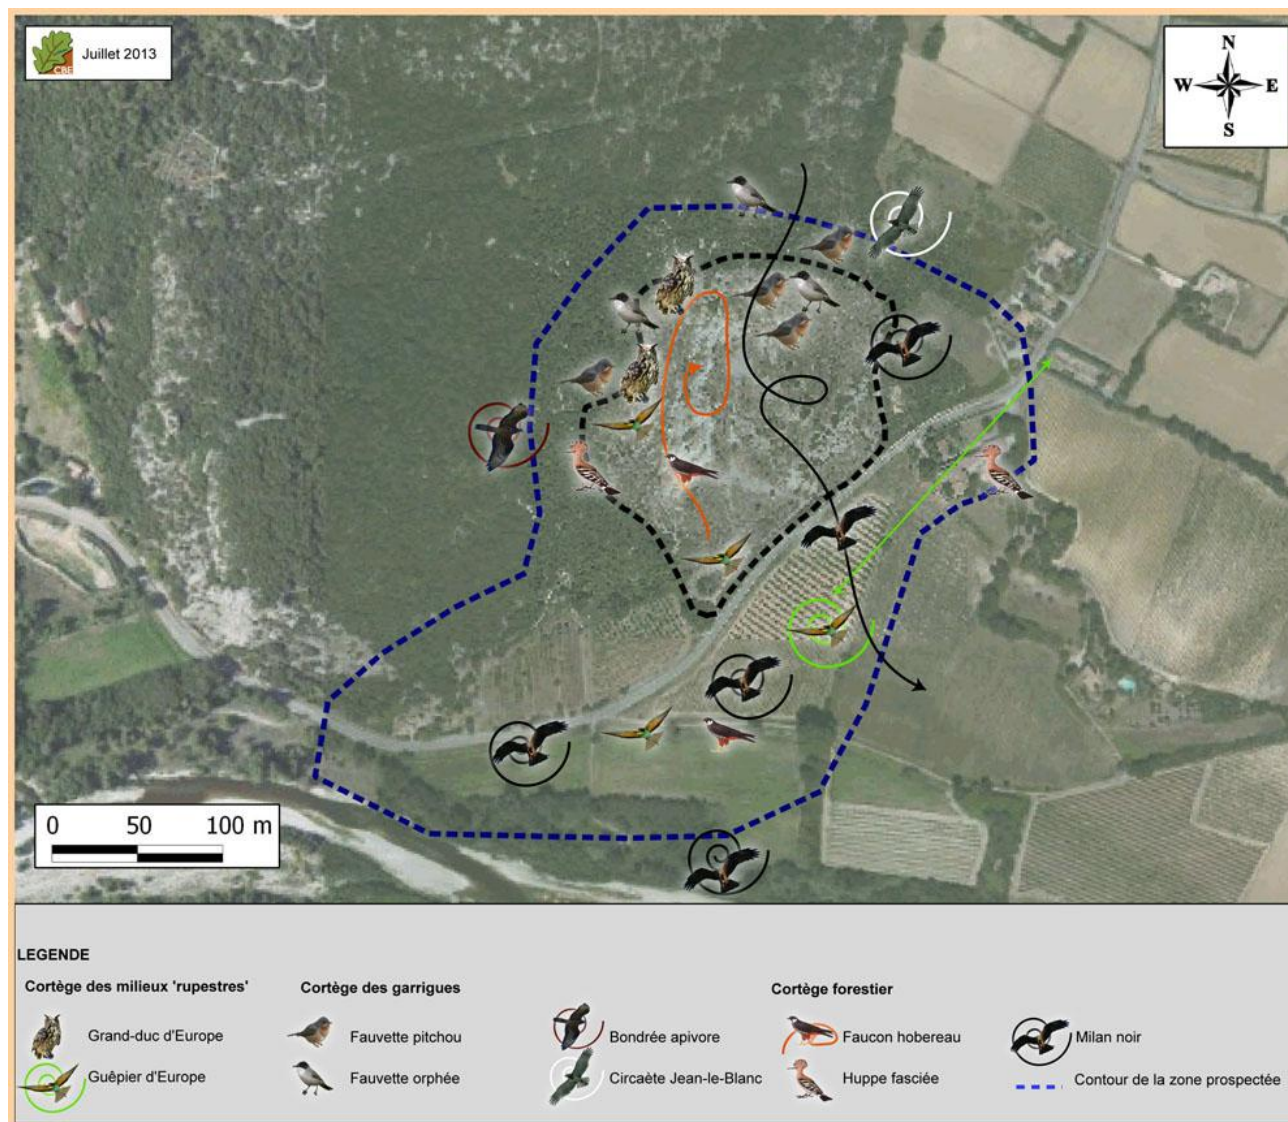 CBE
Juillet 2013
N
W E
S
0 50 100 m
LEGENDE
Cortège des milieux 'rupestres'
Grand-duc d'Europe
Guêpier d'Europe
Cortège des garrigues
Fauvette pitchou
Fauvette orphée
Bondrée apivore
Circaète Jean-le-Blanc
Cortège forestier
Faucon hobereau
Huppe fasciée
Milan noir
Contour de la zone prospectée